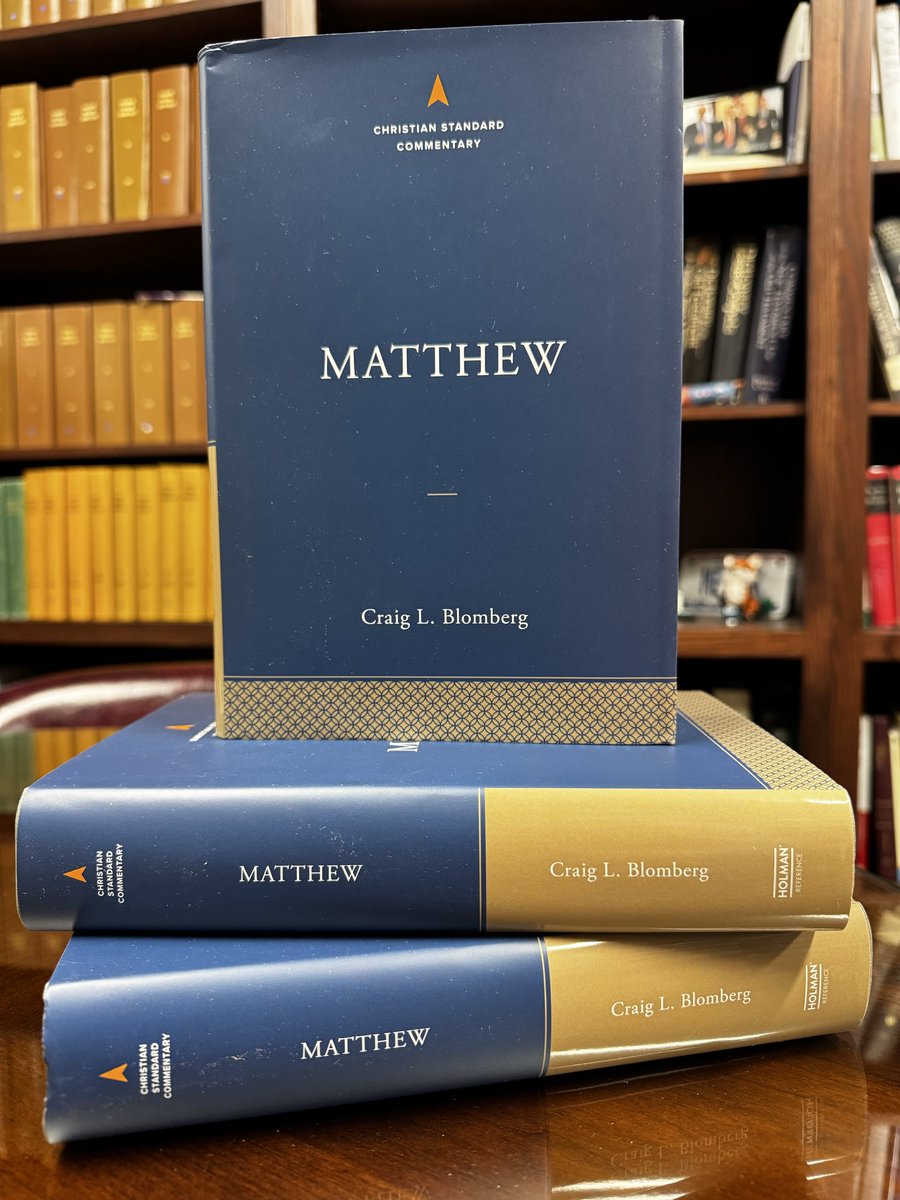 CHRISTIAN STANDARD
COMMENTARY
MATTHEW
Craig L. Blomberg
M
CHRISTIAN
STANDARD
COMMENTARY
MATTHEW
Craig L. Blomberg
HOLMAN
REFERENCE
CHRISTIAN
STANDARD
COMMENTARY
MATTHEW
Craig L. Blomberg
HOLMAN
REFERENCE